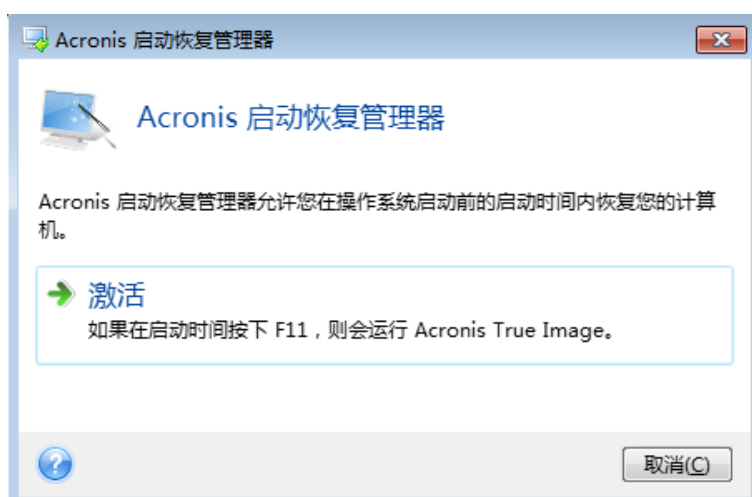 Acronis 启动恢复管理器
Acronis 启动恢复管理器
Acronis 启动恢复管理器允许您在操作系统启动前的启动时间内恢复您的计算
机。
激活
如果在启动时间按下 F11，则会运行 Acronis True Image。
取消(C)